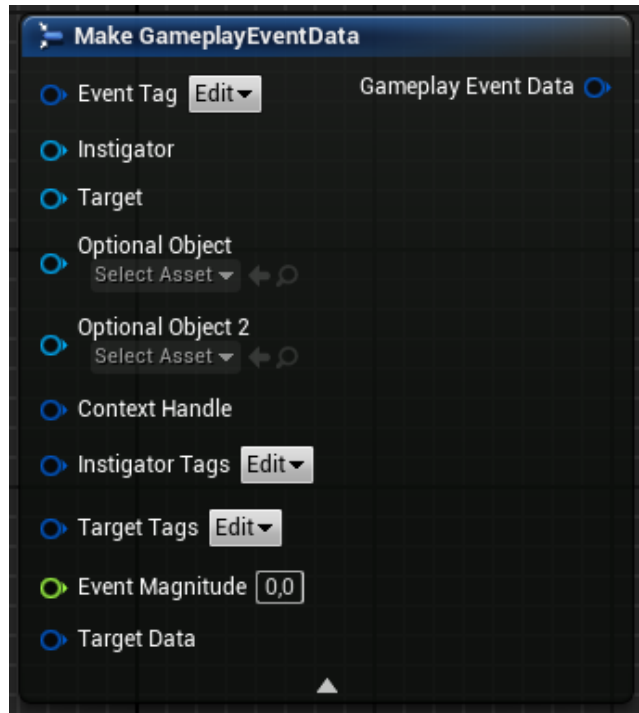 Make GameplayEventData
Event Tag Edit
Gameplay Event Data
Instigator
Target
Optional Object
Select Asset
Optional Object 2
Select Asset
Context Handle
Instigator Tags Edit
Target Tags Edit
Event Magnitude 0,0
Target Data